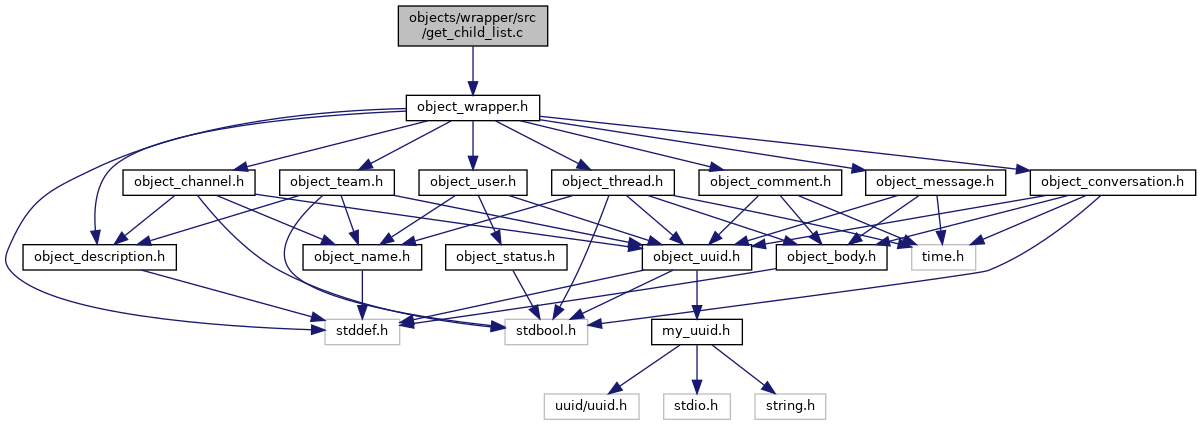 objects/wrapper/src
/get_child_list.c
object_wrapper.h
object_channel.h
object_team.h
object_user.h
object_thread.h
object_comment.h
object_message.h
object_conversation.h
object_description.h
object_name.h
object_status.h
object_uuid.h
object_body.h
time.h
stddef.h
stdbool.h
my_uuid.h
uuid/uuid.h
stdio.h
string.h